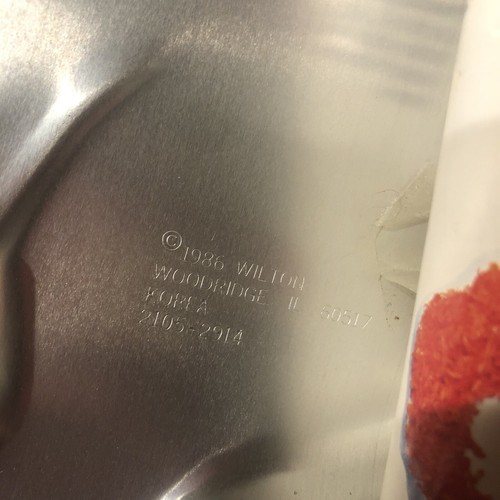 ©1986 WILTON
WOODRIDGE IL 60517
KOREA
2105-2914